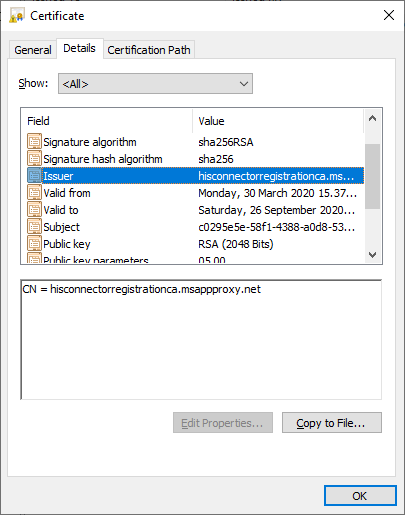 Certificate
General Details Certification Path
Show: <All>
Field Value
Signature algorithm sha256RSA
Signature hash algorithm sha256
Issuer hisconnectorregistrationca.ms...
Valid from Monday, 30 March 2020 15.37...
Valid to Saturday, 26 September 2020...
Subject c0295e5e-58f1-4388-a0d8-53...
Public key RSA (2048 Bits)
Public key parameters 05 00
CN = hisconnectorregistrationca.msappproxy.net
Edit Properties... Copy to File...
OK